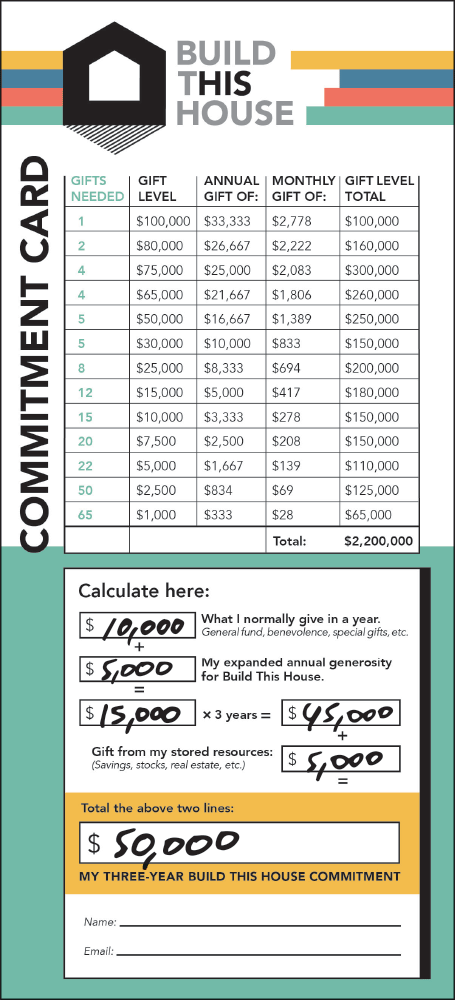 BUILD
THIS
HOUSE
COMMITMENT CARD
GIFTS NEEDED GIFT LEVEL ANNUAL GIFT OF: MONTHLY GIFT OF: GIFT LEVEL TOTAL
1 $100,000 $33,333 $2,778 $100,000
2 $80,000 $26,667 $2,222 $160,000
4 $75,000 $25,000 $2,083 $300,000
4 $65,000 $21,667 $1,806 $260,000
5 $50,000 $16,667 $1,389 $250,000
5 $30,000 $10,000 $833 $150,000
8 $25,000 $8,333 $694 $200,000
12 $15,000 $5,000 $417 $180,000
15 $10,000 $3,333 $278 $150,000
20 $7,500 $2,500 $208 $150,000
22 $5,000 $1,667 $139 $110,000
50 $2,500 $834 $69 $125,000
65 $1,000 $333 $28 $65,000
Total: $2,200,000
Calculate here:
$ 10,000 What I normally give in a year.
General fund, benevolence, special gifts, etc.
+
$ 5,000 My expanded annual generosity
for Build This House.
=
$ 15,000 x 3 years = $ 45,000
+
Gift from my stored resources: $ 5,000
(Savings, stocks, real estate, etc.)
=
Total the above two lines:
$ 50,000
MY THREE-YEAR BUILD THIS HOUSE COMMITMENT
Name:
Email: